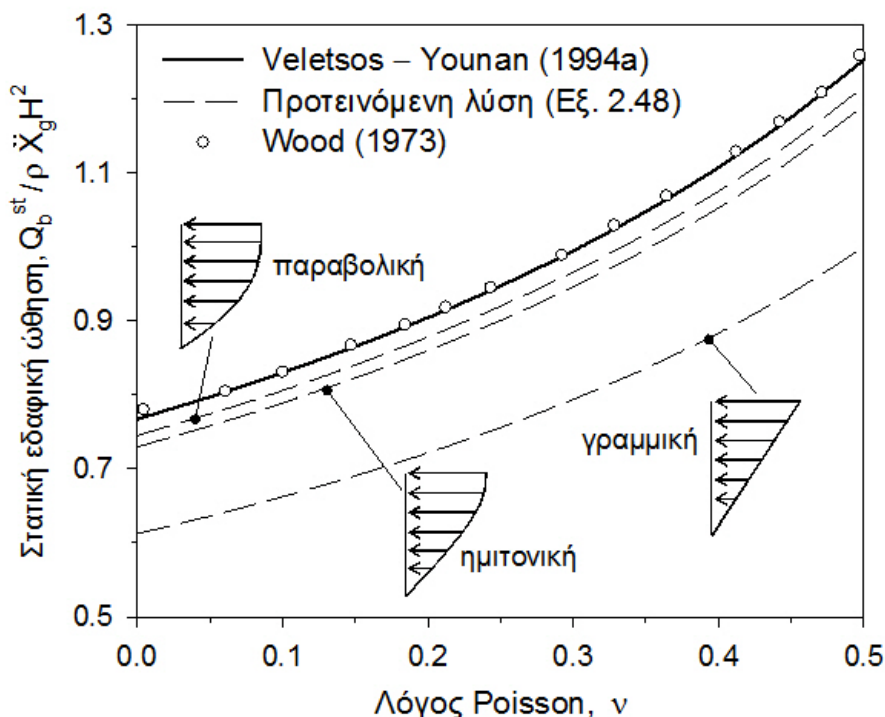 1.3
1.1
0.9
0.7
0.5
Στατική εδαφική ώθηση, Q_b^st / ρ Ẍ_g H²
Veletsos – Younan (1994a)
Προτεινόμενη λύση (Εξ. 2.48)
Wood (1973)
παραβολική
γραμμική
ημιτονική
0.0 0.1 0.2 0.3 0.4 0.5
Λόγος Poisson, ν